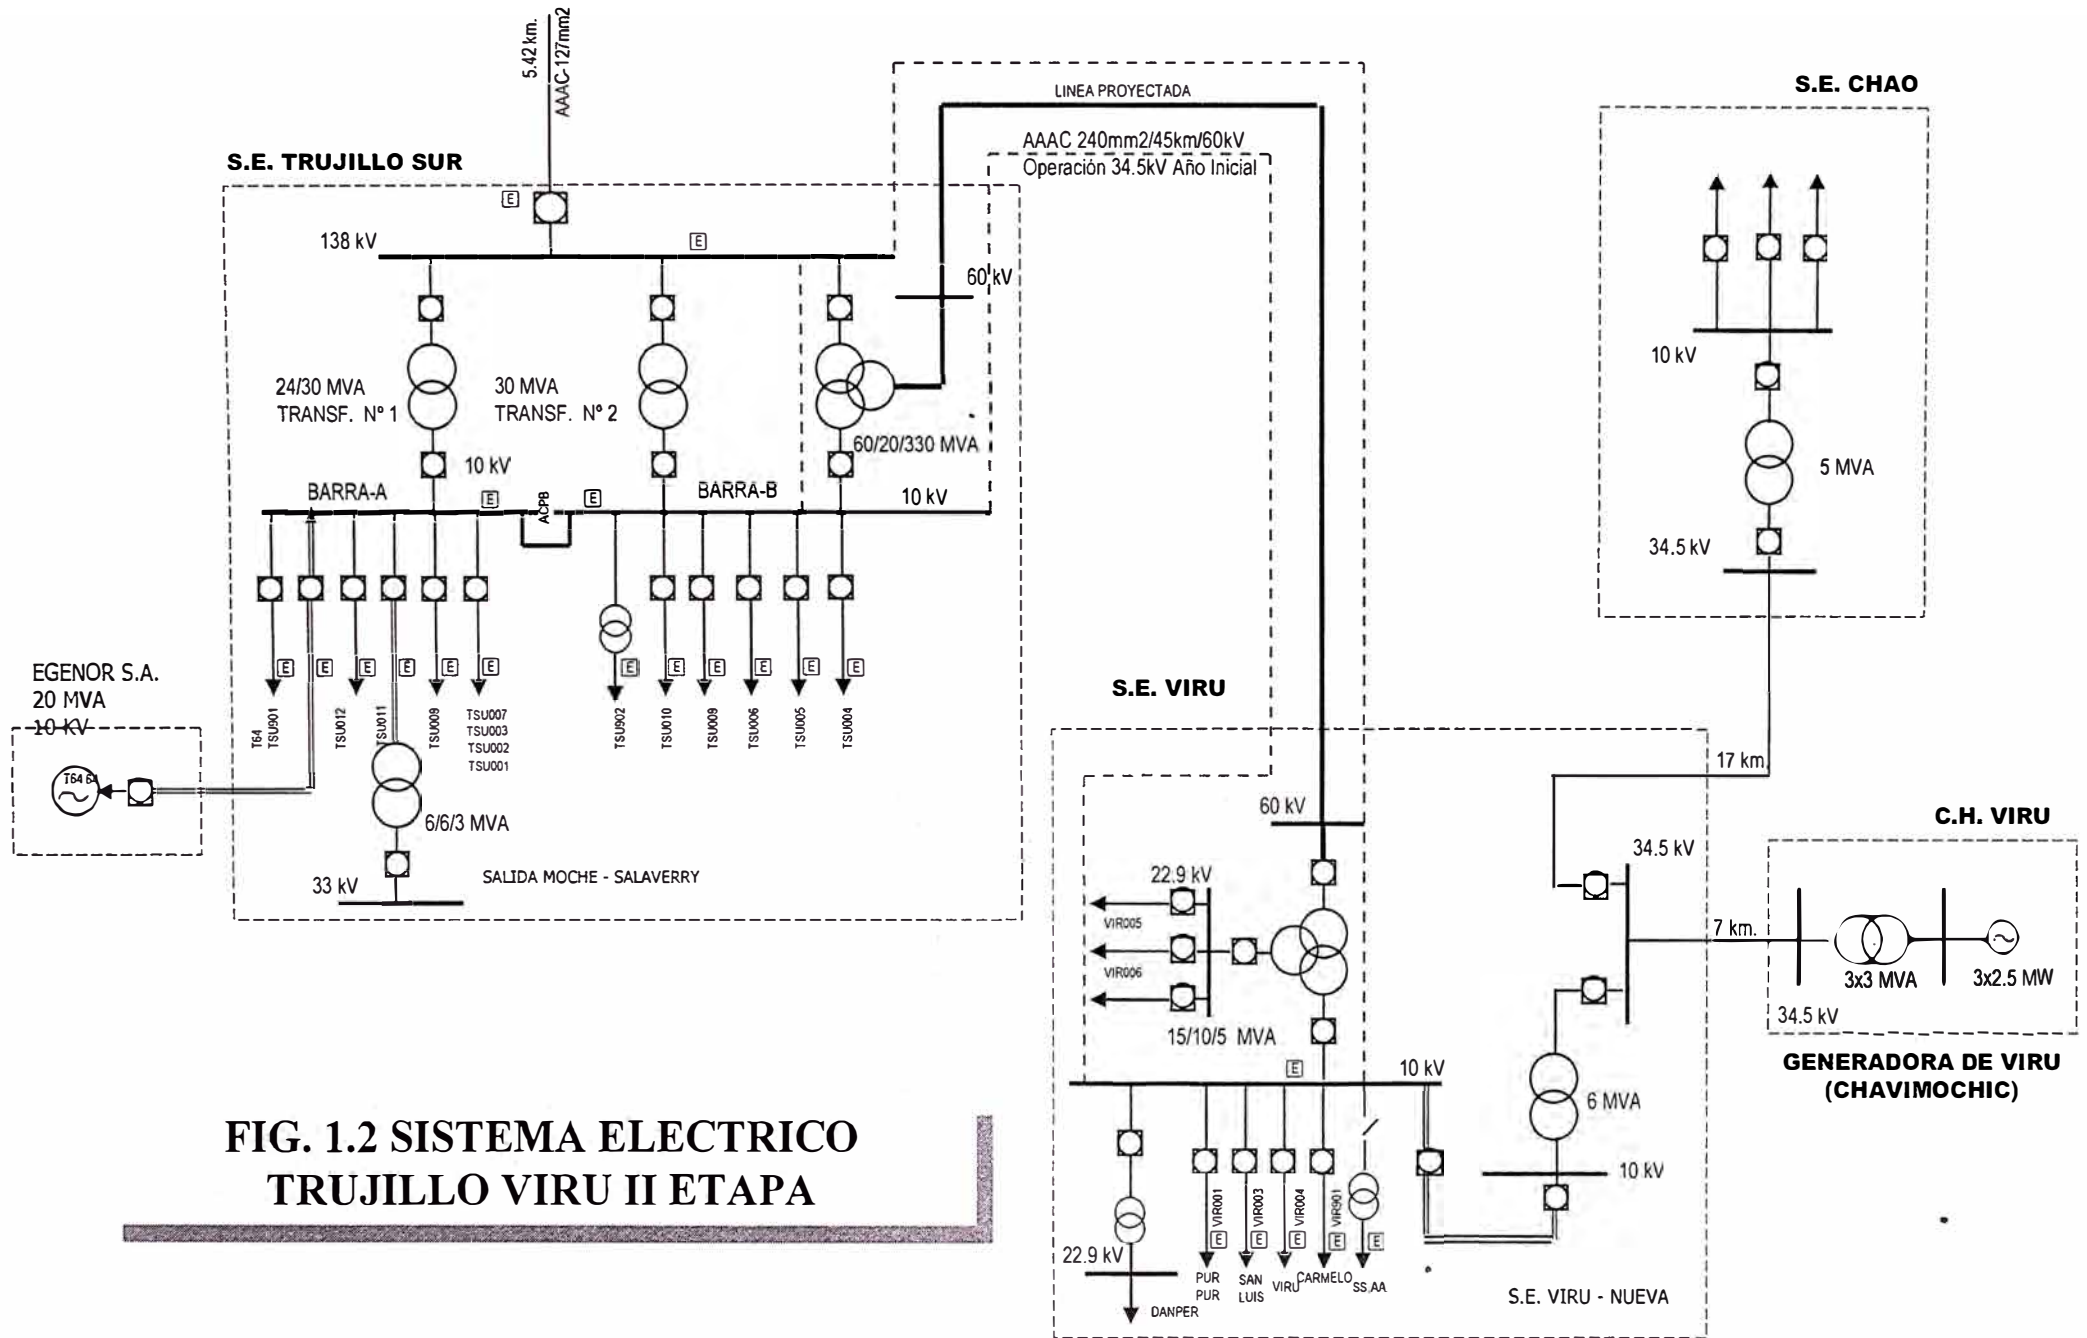 5.42 km.
AAAC-127mm2
S.E. TRUJILLO SUR
E
138 kV
E
LINEA PROYECTADA
AAAC 240mm2/45km/60kV
Operación 34.5kV Año Inicial
60 kV
24/30 MVA
TRANSF. Nº 1
30 MVA
TRANSF. Nº 2
60/20/330 MVA
10 kV
BARRA-A
E
ACPB
E
BARRA-B
10 kV
E
E
E
E
E
E
E
E
E
E
E
E
T64
TSU901
TSU012
TSU011
TSU009
TSU007
TSU003
TSU002
TSU001
TSU902
TSU010
TSU009
TSU006
TSU005
TSU004
EGENOR S.A.
20 MVA
10 KV
T64 64
6/6/3 MVA
33 kV
SALIDA MOCHE - SALAVERRY
S.E. CHAO
10 kV
5 MVA
34.5 kV
17 km.
S.E. VIRU
60 kV
22.9 kV
VIR005
VIR006
15/10/5 MVA
E
10 kV
34.5 kV
7 km.
6 MVA
10 kV
22.9 kV
DANPER
VIR001
E
PUR
PUR
VIR003
E
SAN
LUIS
VIR004
E
VIRU
VIR901
E
CARMELO
E
SS,AA
S.E. VIRU - NUEVA
C.H. VIRU
3x3 MVA
3x2.5 MW
34.5 kV
GENERADORA DE VIRU
(CHAVIMOCHIC)
FIG. 1.2 SISTEMA ELECTRICO
TRUJILLO VIRU II ETAPA